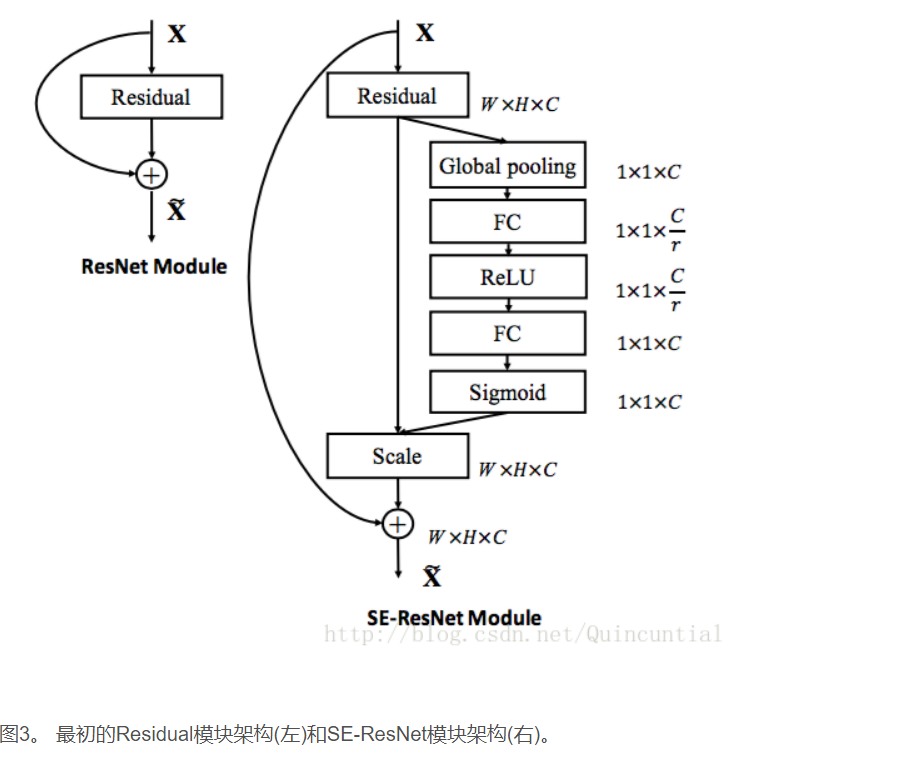 X
Residual
+
X̃
ResNet Module
X
Residual
W×H×C
Global pooling
1×1×C
FC
1×1×C/r
ReLU
1×1×C/r
FC
1×1×C
Sigmoid
1×1×C
Scale
W×H×C
+
W×H×C
X̃
SE-ResNet Module
http://blog.csdn.net/Quincuntial
图3。 最初的Residual模块架构(左)和SE-ResNet模块架构(右)。